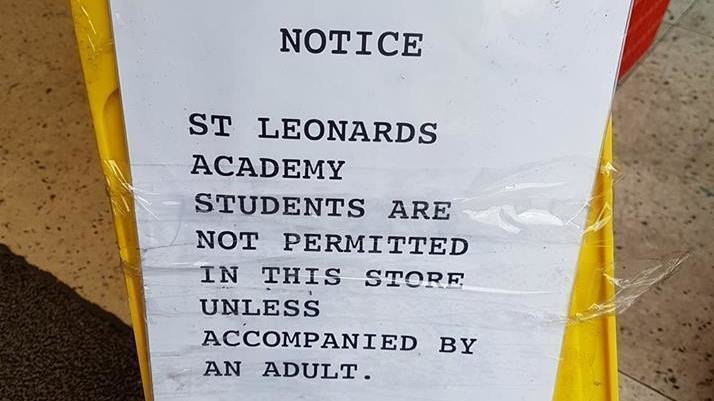 NOTICE
ST LEONARDS
ACADEMY
STUDENTS ARE
NOT PERMITTED
IN THIS STORE
UNLESS
ACCOMPANIED BY
AN ADULT.